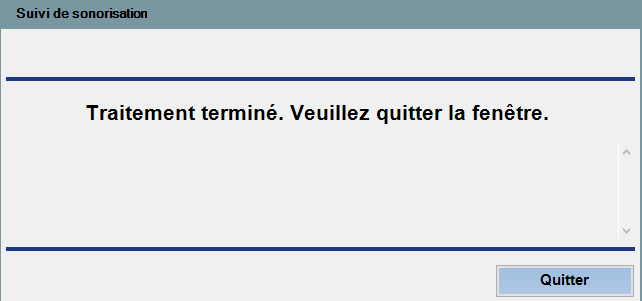 Suivi de sonorisation
Traitement terminé. Veuillez quitter la fenêtre.
Quitter